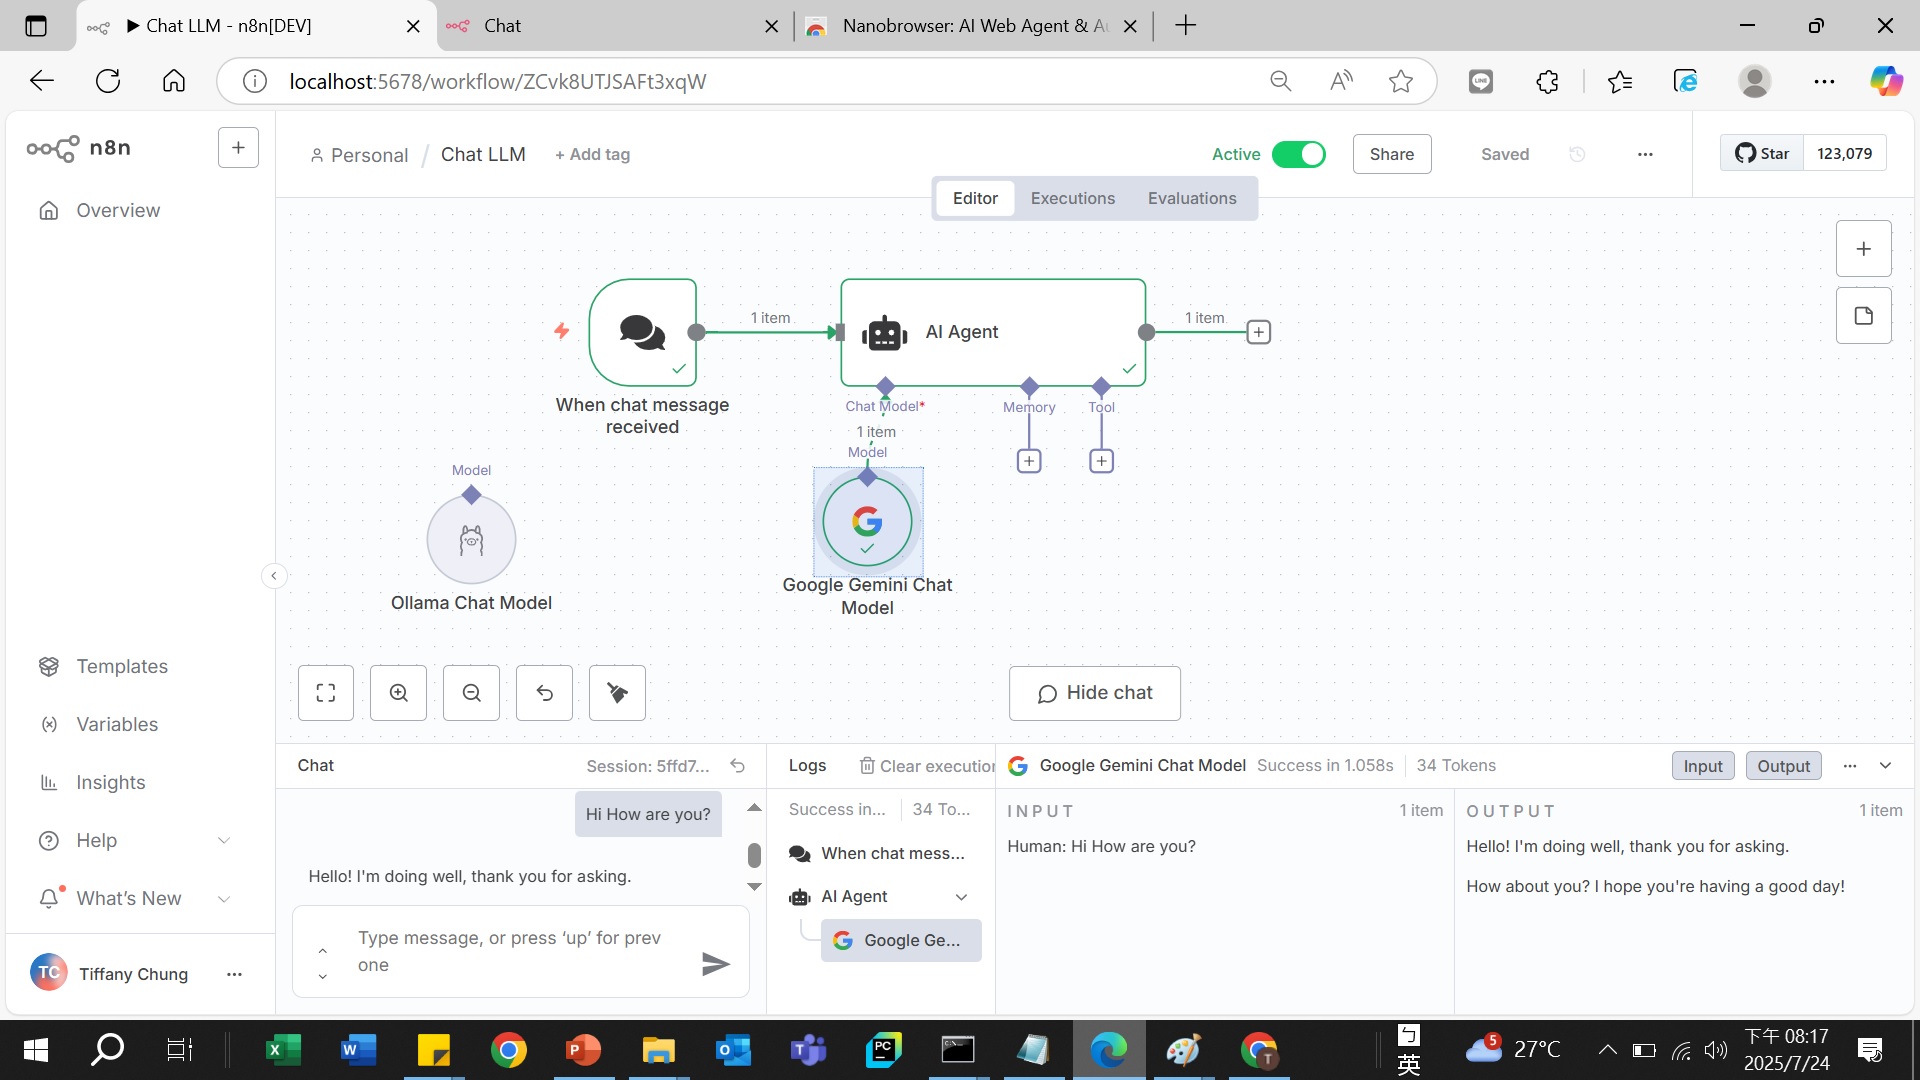 Chat LLM - n8n[DEV]
Chat
Nanobrowser: AI Web Agent & Au
localhost:5678/workflow/ZCvk8UTJSAFt3xqW
n8n
Personal / Chat LLM
+ Add tag
Active
Share
Saved
Star
123,079
Editor
Executions
Evaluations
Overview
Templates
Variables
Insights
Help
What's New
TC
Tiffany Chung
1 item
AI Agent
1 item
When chat message
received
Chat Model*
Memory
Tool
1 item
Model
Google Gemini Chat
Model
Model
Ollama Chat Model
Hide chat
Chat
Session: 5ffd7...
Hi How are you?
Hello! I'm doing well, thank you for asking.
Type message, or press ‘up’ for prev
one
Logs
Clear execution
Success in...
34 To...
When chat mess...
AI Agent
Google Ge...
Google Gemini Chat Model
Success in 1.058s
34 Tokens
Input
Output
INPUT
1 item
Human: Hi How are you?
OUTPUT
1 item
Hello! I'm doing well, thank you for asking.
How about you? I hope you're having a good day!
ㄅ
英
5
27°C
下午 08:17
2025/7/24